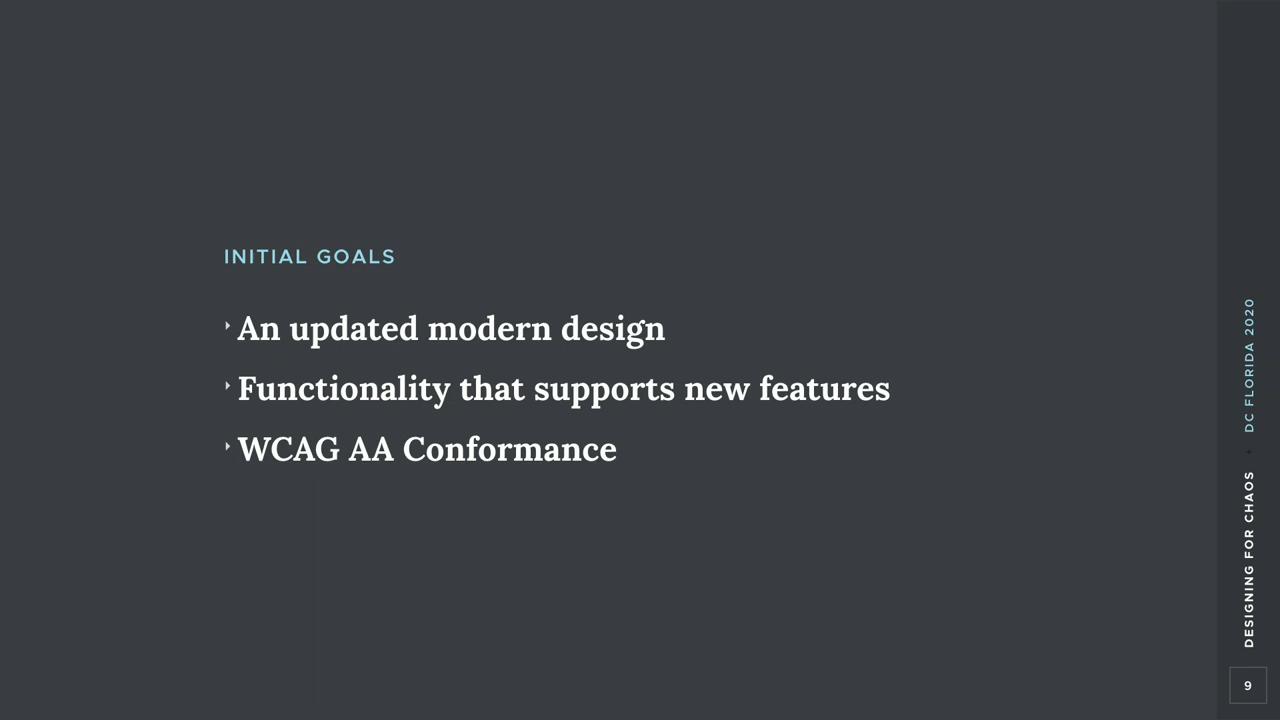 INITIAL GOALS
An updated modern design
Functionality that supports new features
WCAG AA Conformance
DESIGNING FOR CHAOS + DC FLORIDA 2020
9